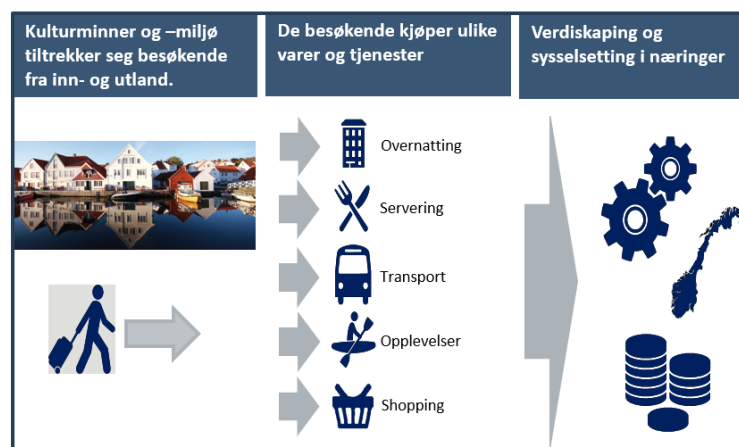 Kulturminner og –miljø
tiltrekker seg besøkende
fra inn- og utland.
De besøkende kjøper ulike
varer og tjenester
Verdiskaping og
sysselsetting i næringer
Overnatting
Servering
Transport
Opplevelser
Shopping